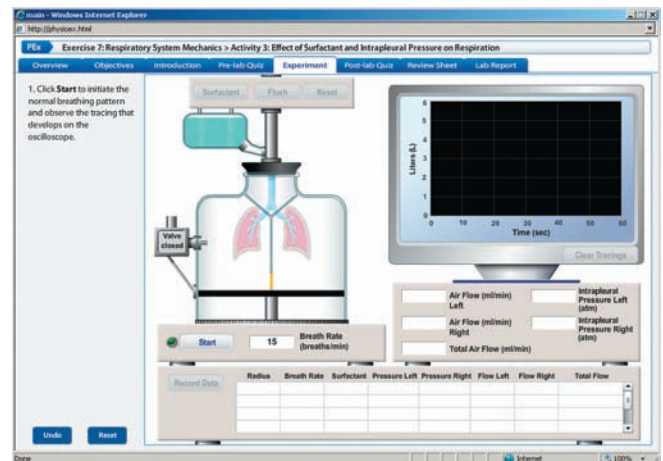 main - Windows Internet Explorer
http://physioex.html
PEx Exercise 7: Respiratory System Mechanics > Activity 3: Effect of Surfactant and Intrapleural Pressure on Respiration
Overview Objectives Introduction Pre-lab Quiz Experiment Post-lab Quiz Review Sheet Lab Report
1. Click Start to initiate the
normal breathing pattern
and observe the tracing that
develops on the
oscilloscope.
Surfactant Flush Reset
Valve
closed
Start 15 Breath Rate
(breaths/min)
Liters (L)
6
5
4
3
2
1
0
0 10 20 30 40 50 60
Time (sec)
Clear Tracings
Air Flow (ml/min)
Left
Intrapleural
Pressure Left
(atm)
Air Flow (ml/min)
Right
Intrapleural
Pressure Right
(atm)
Total Air Flow (ml/min)
Record Data
Radius Breath Rate Surfactant Pressure Left Pressure Right Flow Left Flow Right Total Flow
Undo Reset
Done Internet 100%